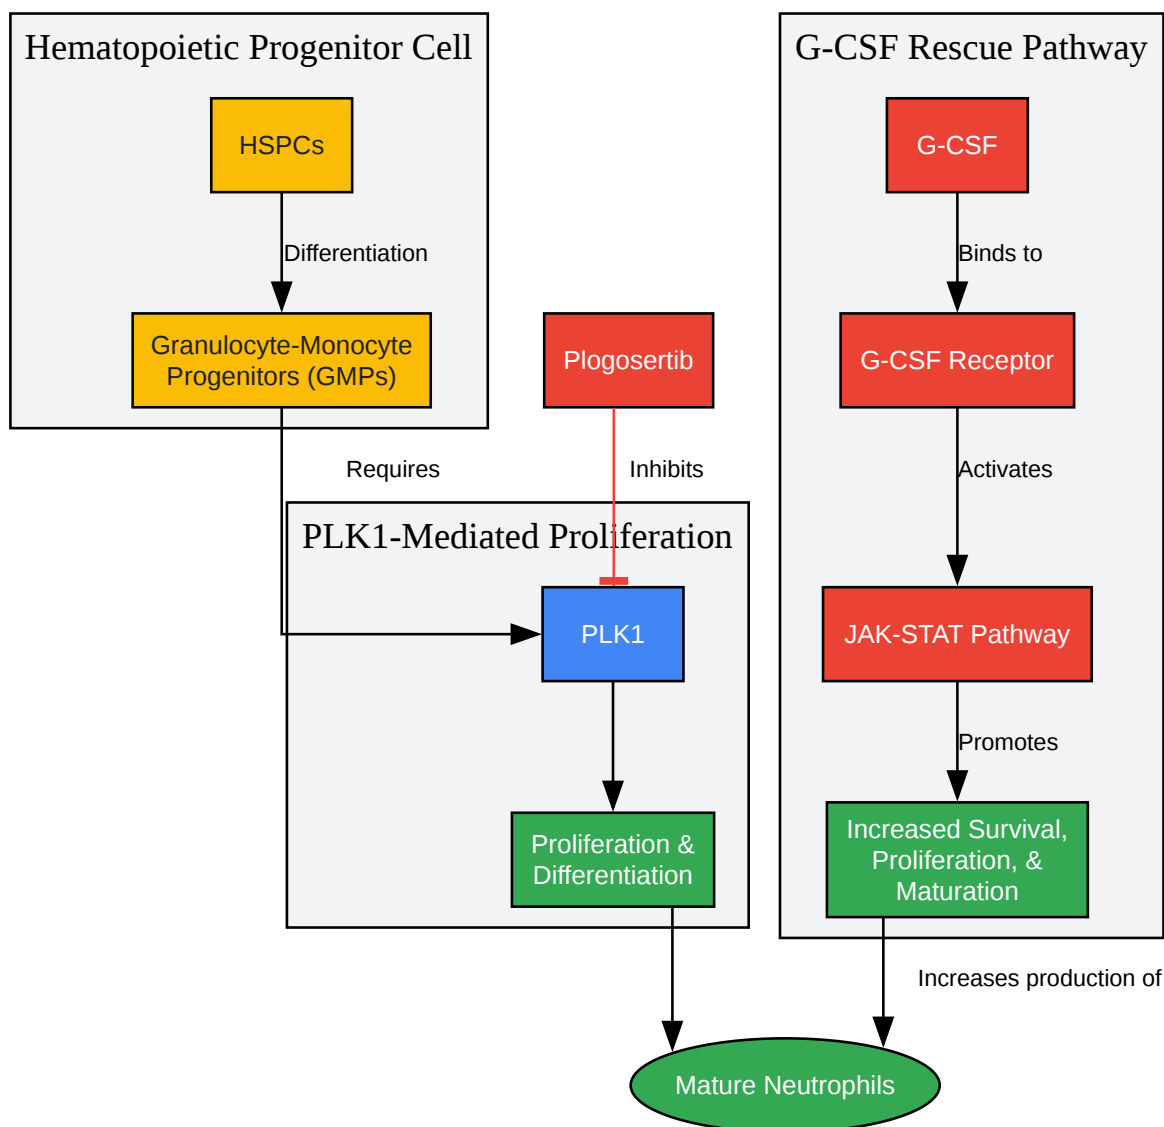 Hematopoietic Progenitor Cell
HSPCs
Differentiation
Granulocyte-Monocyte
Progenitors (GMPs)
Requires
Plogosertib
Inhibits
PLK1-Mediated Proliferation
PLK1
Proliferation &
Differentiation
G-CSF Rescue Pathway
G-CSF
Binds to
G-CSF Receptor
Activates
JAK-STAT Pathway
Promotes
Increased Survival,
Proliferation, &
Maturation
Increases production of
Mature Neutrophils